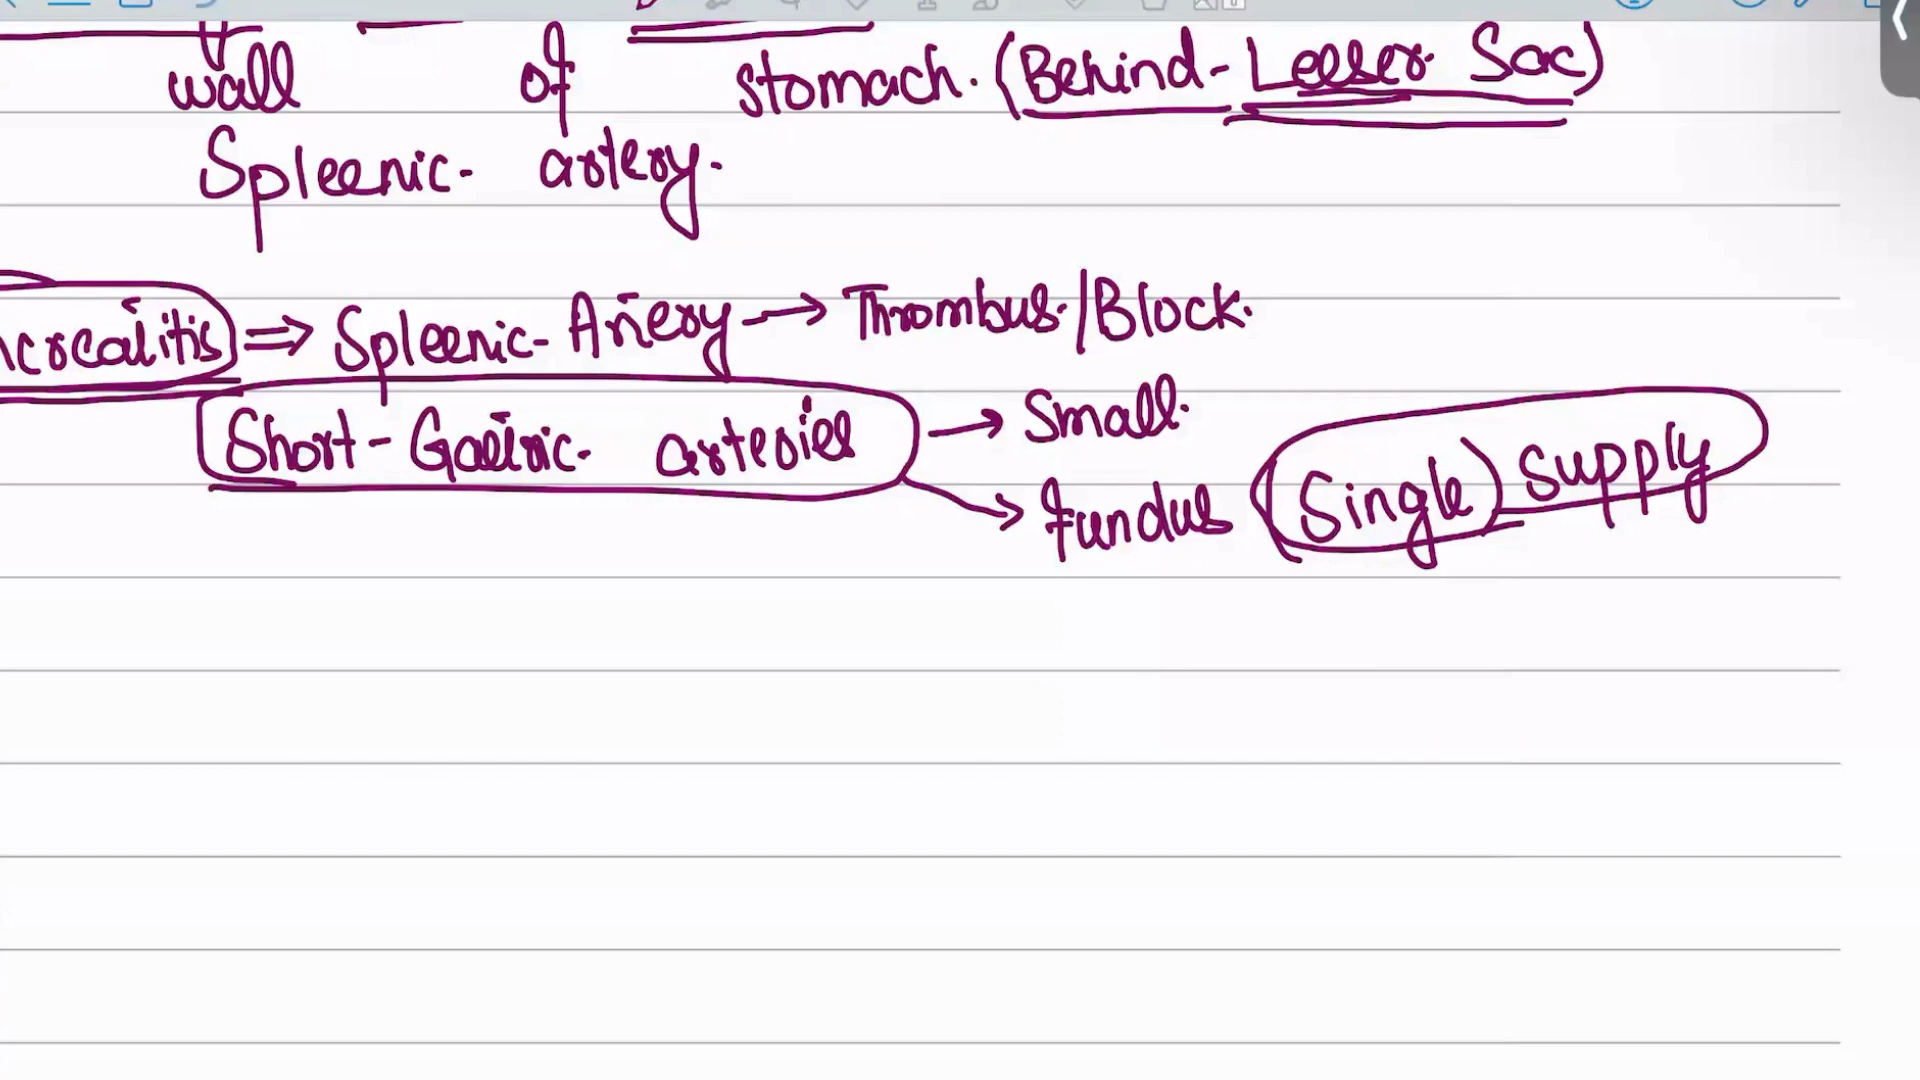 wall of stomach. (Behind- Lesser Sac)
Spleenic- artery.
ncreatitis => Spleenic- Artery → Thrombus./Block.
Short- Gastric- arteries → Small.
→ fundus (Single) supply